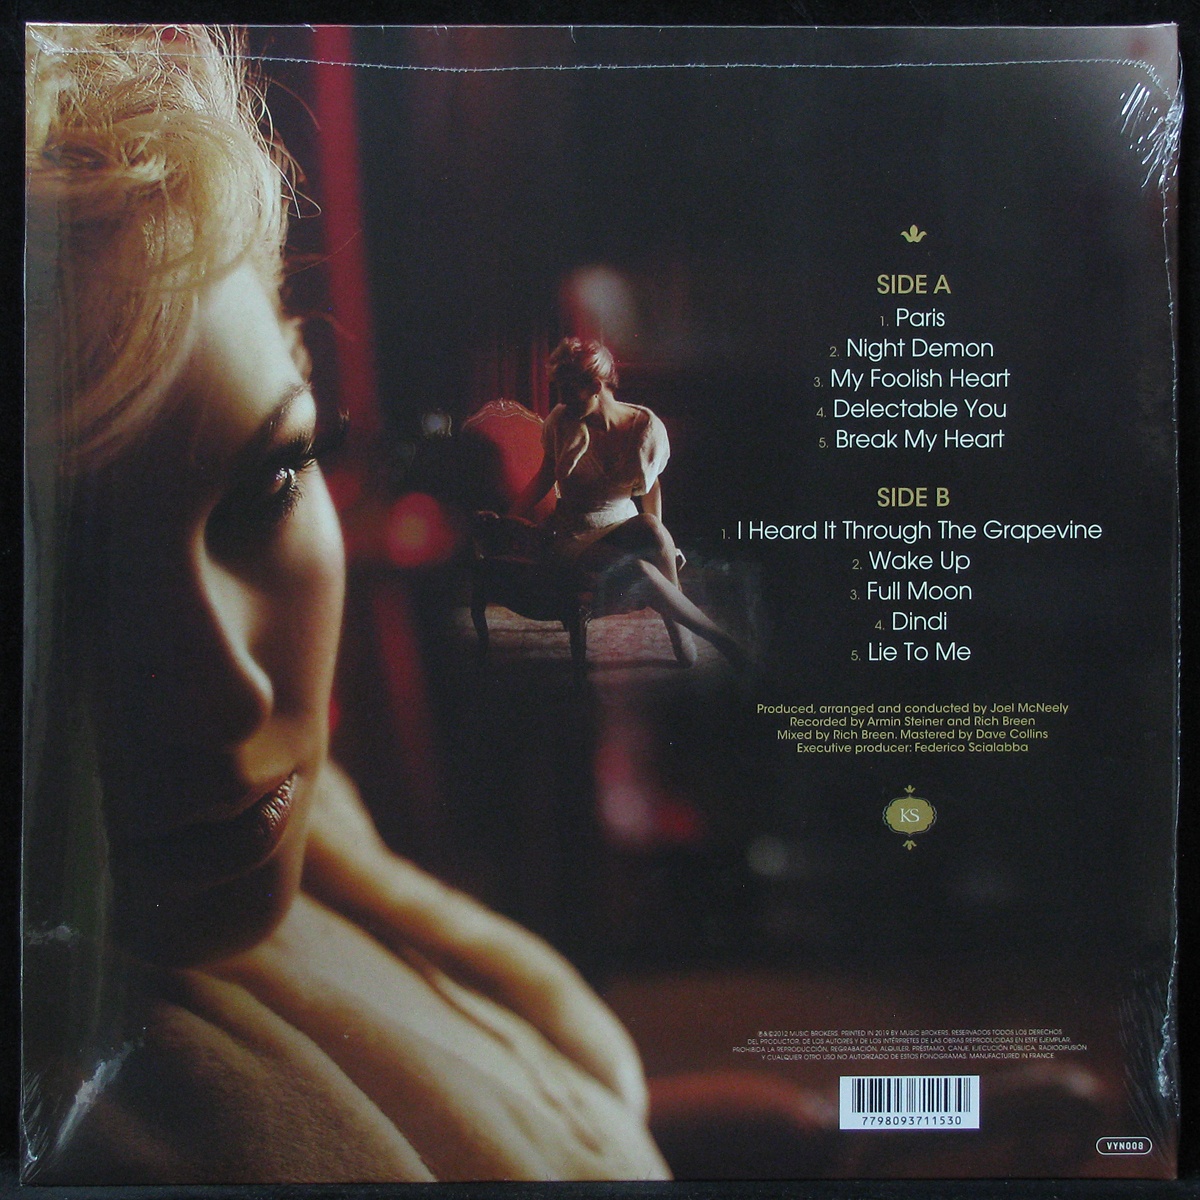 SIDE A
1. Paris
2. Night Demon
3. My Foolish Heart
4. Delectable You
5. Break My Heart
SIDE B
1. I Heard It Through The Grapevine
2. Wake Up
3. Full Moon
4. Dindi
5. Lie To Me
Produced, arranged and conducted by Joel McNeely
Recorded by Armin Steiner and Rich Breen
Mixed by Rich Breen. Mastered by Dave Collins
Executive producer: Federico Scialabba
KS
℗&©2012 MUSIC BROKERS. PRINTED IN 2019 BY MUSIC BROKERS. RESERVADOS TODOS LOS DERECHOS
DEL PRODUCTOR, DE LOS AUTORES Y DE LOS INTÉRPRETES DE LAS OBRAS REPRODUCIDAS EN ESTE EJEMPLAR.
PROHIBIDA LA REPRODUCCIÓN, REGRABACIÓN, ALQUILER, PRÉSTAMO, CANJE, EJECUCIÓN PÚBLICA, RADIODIFUSIÓN
Y CUALQUIER OTRO USO NO AUTORIZADO DE ESTOS FONOGRAMAS. MANUFACTURED IN FRANCE.
7798093711530
VYN008